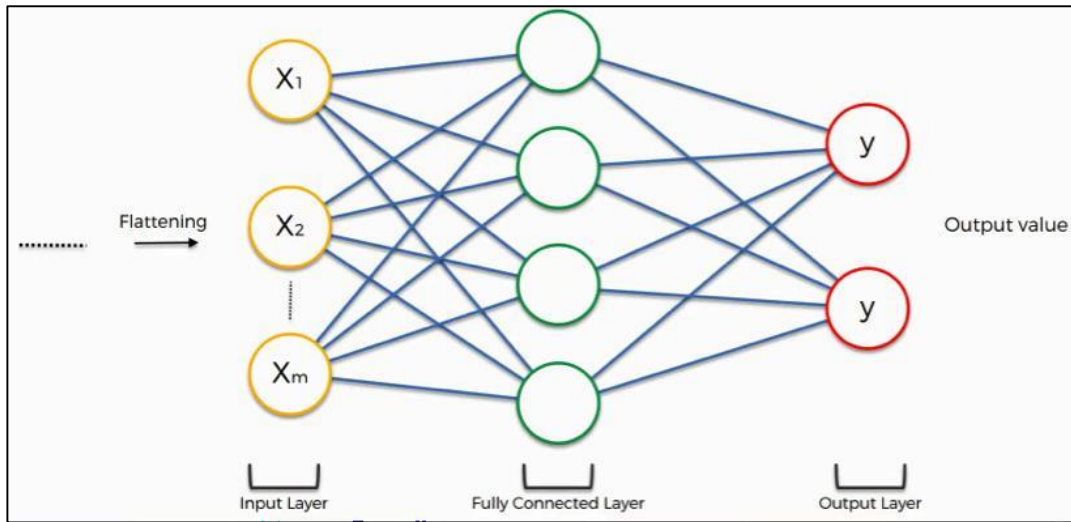 X₁
Flattening
X₂
Xₘ
y
y
Output value
Input Layer
Fully Connected Layer
Output Layer